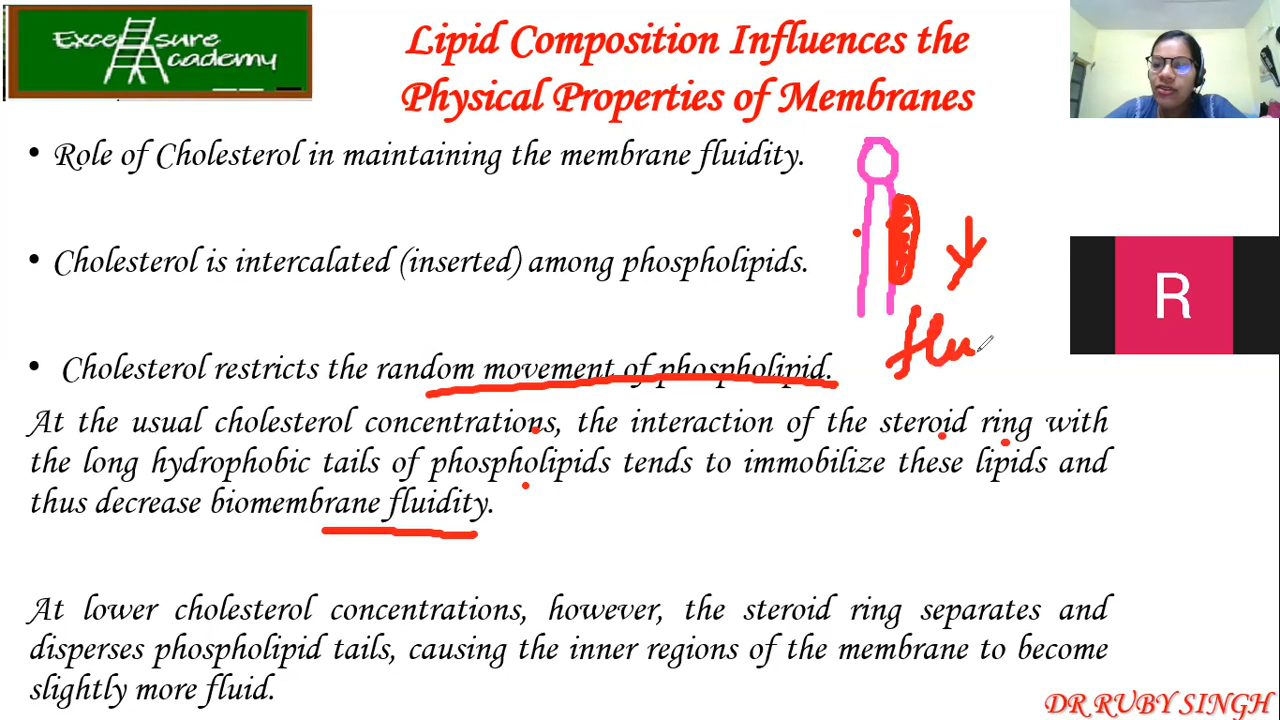 Excel sure
Academy
Lipid Composition Influences the
Physical Properties of Membranes
• Role of Cholesterol in maintaining the membrane fluidity.
• Cholesterol is intercalated (inserted) among phospholipids.
• Cholesterol restricts the random movement of phospholipid.
At the usual cholesterol concentrations, the interaction of the steroid ring with
the long hydrophobic tails of phospholipids tends to immobilize these lipids and
thus decrease biomembrane fluidity.
At lower cholesterol concentrations, however, the steroid ring separates and
disperses phospholipid tails, causing the inner regions of the membrane to become
slightly more fluid.
flu
R
DR RUBY SINGH